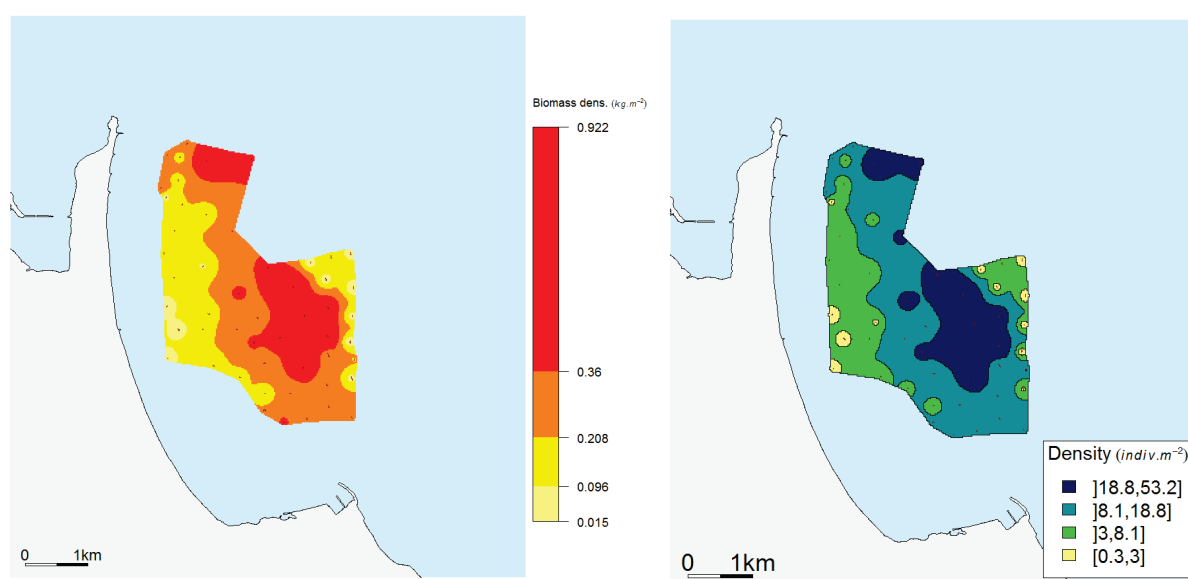 Biomass dens. (kg.m⁻²)
0.922
0.36
0.208
0.096
0.015
0 1km
Density (indiv.m⁻²)
]18.8,53.2]
]8.1,18.8]
]3,8.1]
[0.3,3]
0 1km